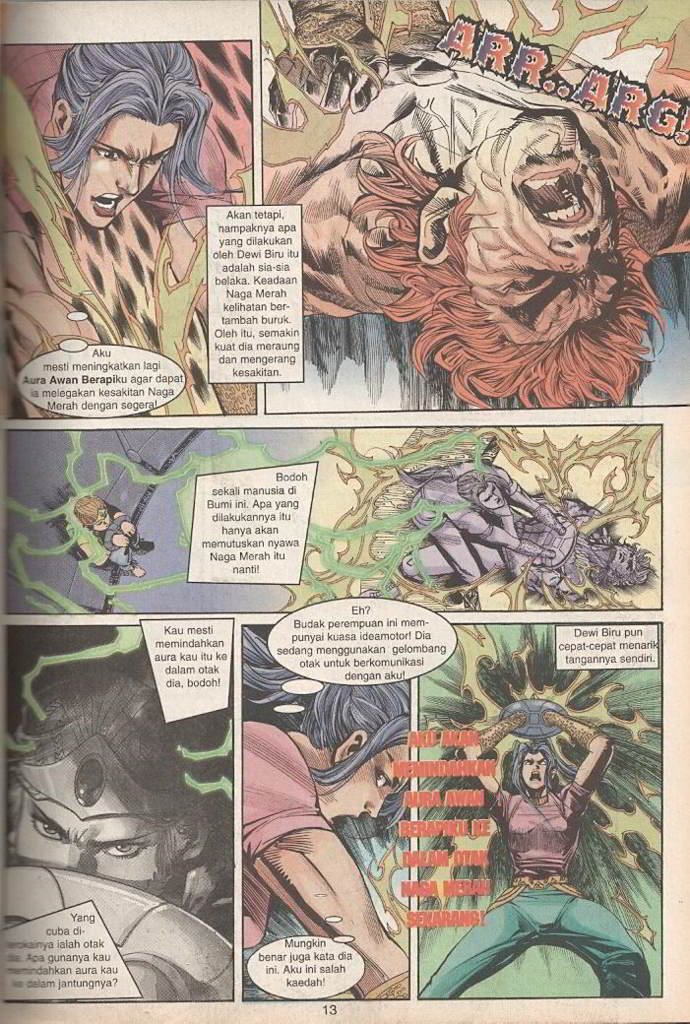 Aku
mesti meningkatkan lagi
Aura Awan Berapiku agar dapat
ia melegakan kesakitan Naga
Merah dengan segera!
Akan tetapi,
nampaknya apa
yang dilakukan
oleh Dewi Biru itu
adalah sia-sia
belaka. Keadaan
Naga Merah
kelihatan ber-
tambah buruk.
Oleh itu, semakin
kuat dia meraung
dan mengerang
kesakitan.
ARR..ARG!
Bodoh
sekali manusia di
Bumi ini. Apa yang
dilakukannya itu
hanya akan
memutuskan nyawa
Naga Merah itu
nanti!
Kau mesti
memindahkan
aura kau itu ke
dalam otak
dia, bodoh!
Yang
cuba di-
ialah otak
dia. Apa gunanya kau
memindahkan aura kau
ke dalam jantungnya?
Eh?
Budak perempuan ini mem-
punyai kuasa ideamotor! Dia
sedang menggunakan gelombang
otak untuk berkomunikasi
dengan aku!
Mungkin
benar juga kata dia
ini. Aku ini salah
kaedah!
Dewi Biru pun
cepat-cepat menarik
tangannya sendiri.
AKU AKAN
MEMINDAHKAN
AURA AWAN
BERAPIKU KE
DALAM OTAK
NAGA MERAH
SEKARANG!
13